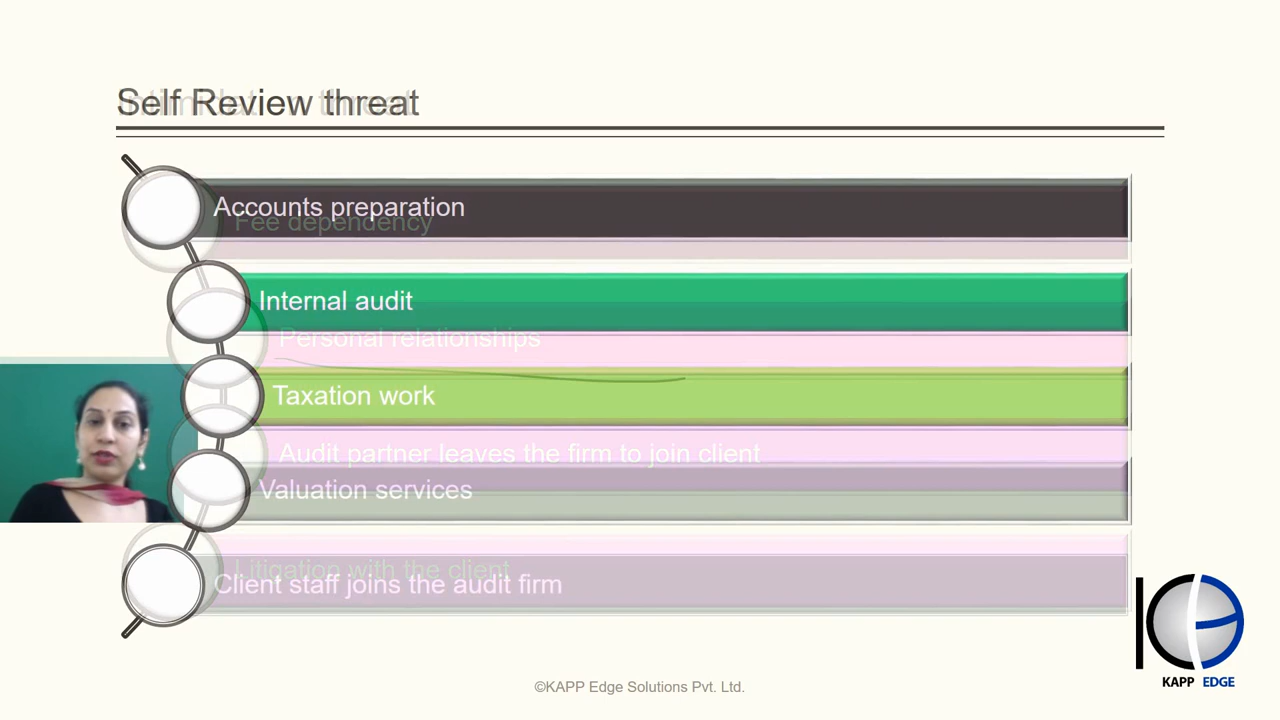 Self Review threat
Intimidation threat
Accounts preparation
Fee dependency
Internal audit
Personal relationships
Taxation work
Audit partner leaves the firm to join client
Valuation services
Litigation with the client
Client staff joins the audit firm
KAPP EDGE
©KAPP Edge Solutions Pvt. Ltd.